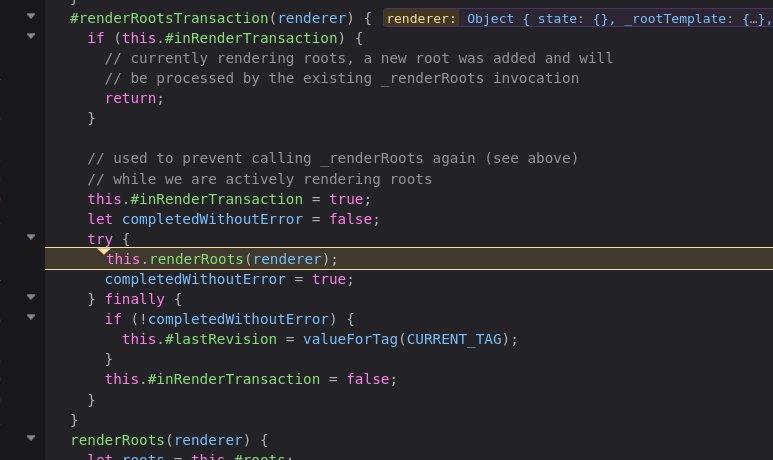 }
#renderRootsTransaction(renderer) { renderer: Object { state: {}, _rootTemplate: {…},
if (this.#inRenderTransaction) {
// currently rendering roots, a new root was added and will
// be processed by the existing _renderRoots invocation
return;
}
// used to prevent calling _renderRoots again (see above)
// while we are actively rendering roots
this.#inRenderTransaction = true;
let completedWithoutError = false;
try {
this.renderRoots(renderer);
completedWithoutError = true;
} finally {
if (!completedWithoutError) {
this.#lastRevision = valueForTag(CURRENT_TAG);
}
this.#inRenderTransaction = false;
}
}
renderRoots(renderer) {
let roots = this.#roots;